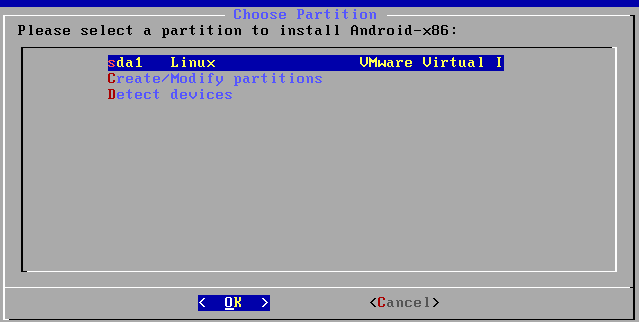 Choose Partition
Please select a partition to install Android-x86:
sda1 Linux VMware Virtual I
Create/Modify partitions
Detect devices
< OK > <Cancel>